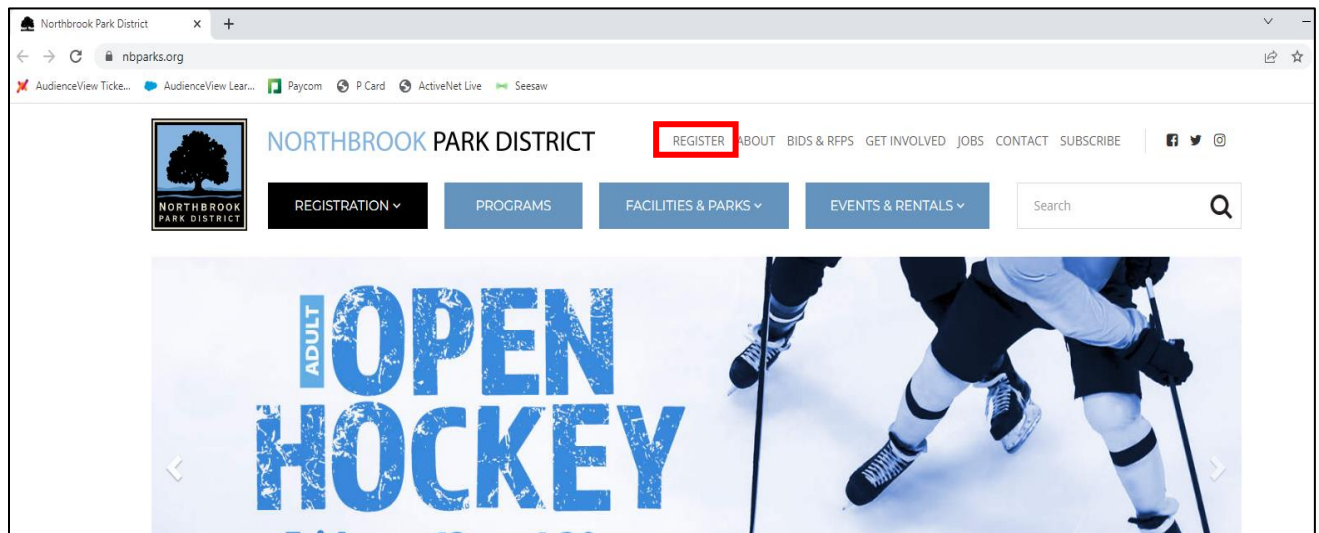 Northbrook Park District
nbparks.org
AudienceView Ticke... AudienceView Lear... Paycom P Card ActiveNet Live Seesaw
NORTHBROOK PARK DISTRICT
REGISTER ABOUT BIDS & RFPS GET INVOLVED JOBS CONTACT SUBSCRIBE
NORTHBROOK
PARK DISTRICT
REGISTRATION PROGRAMS FACILITIES & PARKS EVENTS & RENTALS Search
ADULT
OPEN
HOCKEY